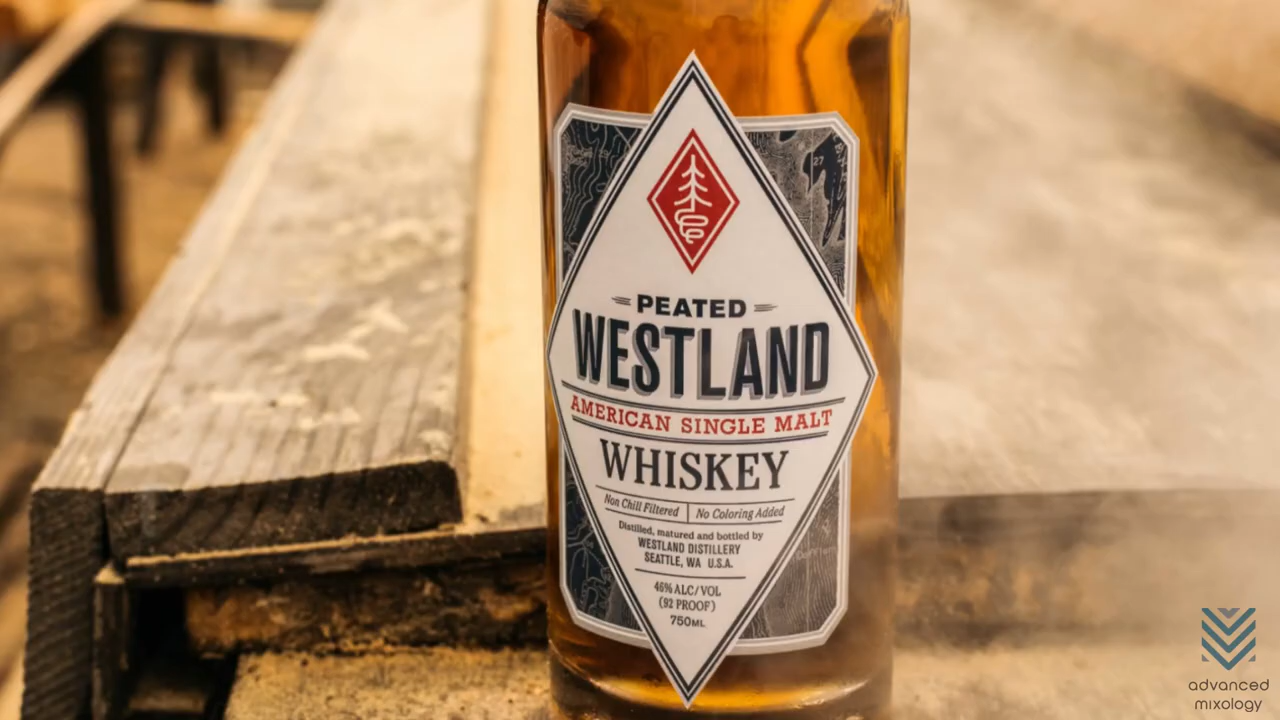 27
PEATED
WESTLAND
AMERICAN SINGLE MALT
WHISKEY
Non Chill Filtered | No Coloring Added
Distilled, matured and bottled by
WESTLAND DISTILLERY
SEATTLE, WA U.S.A.
46% ALC/VOL
(92 PROOF)
750ML
advanced
mixology